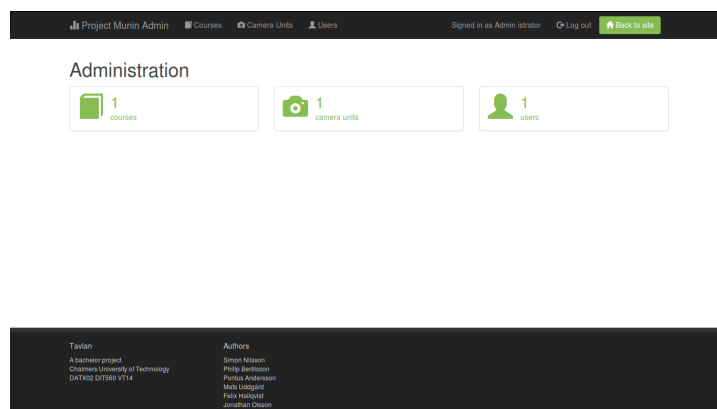 Project Munin Admin Courses Camera Units Users Signed in as Admin istrator Log out Back to site
Administration
1
courses
1
camera units
1
users
Tavlan
A bachelor project
Chalmers University of Technology
DATX02 DIT560 VT14
Authors
Simon Nilsson
Philip Bertilsson
Pontus Andersson
Mats Uddgård
Felix Hallqvist
Jonathan Olsson